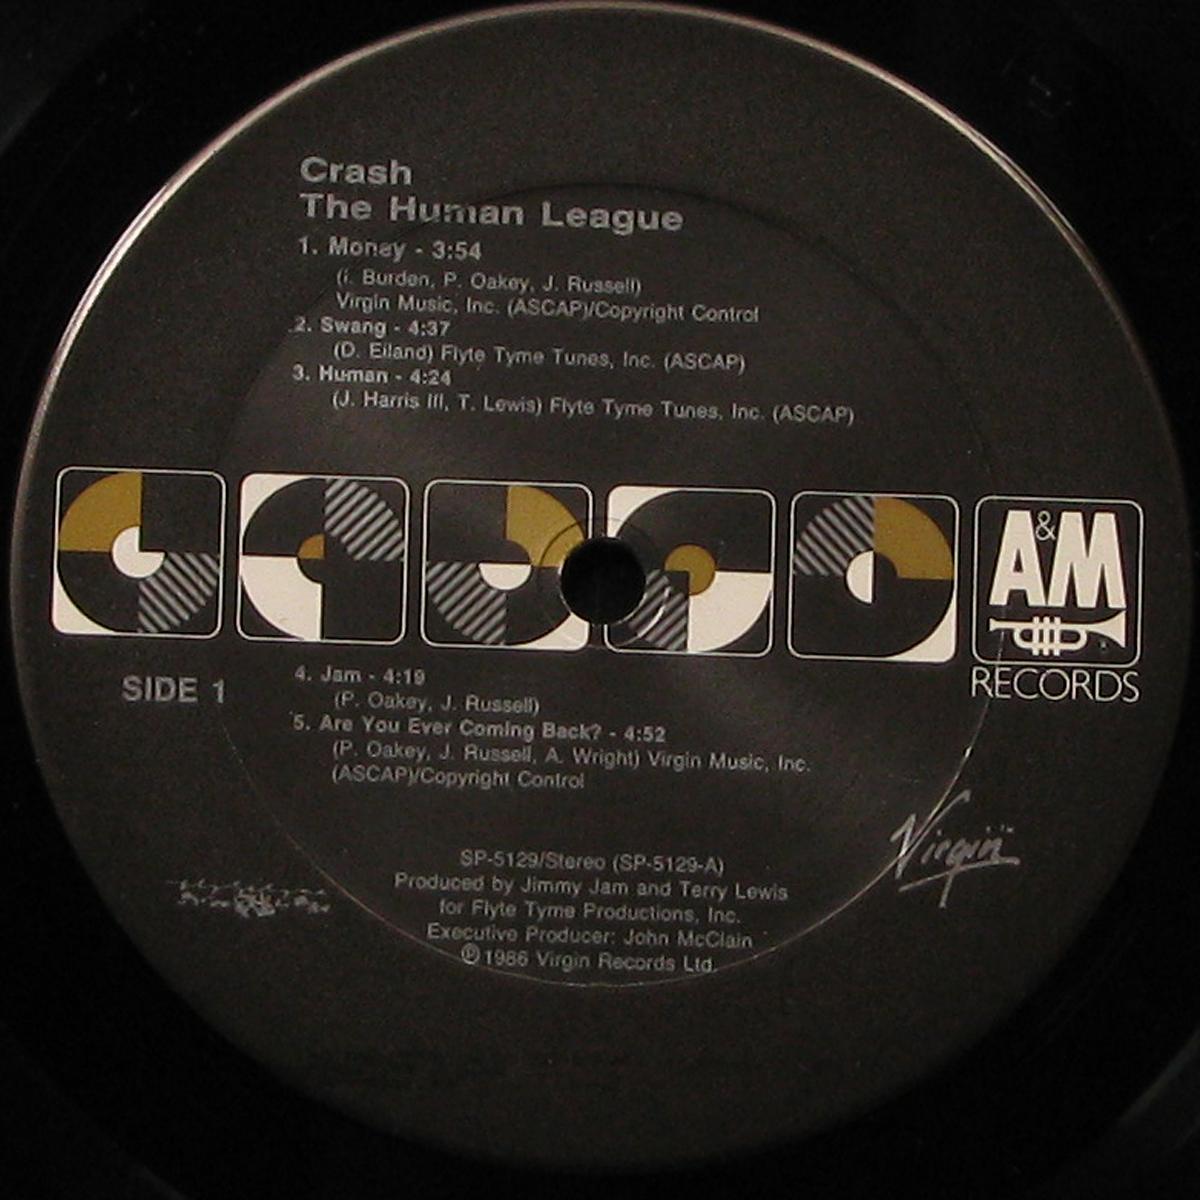 Crash
The Human League
1. Money - 3:54
(I. Burden, P. Oakey, J. Russell)
Virgin Music, Inc. (ASCAP)/Copyright Control
2. Swang - 4:37
(D. Eiland) Flyte Tyme Tunes, Inc. (ASCAP)
3. Human - 4:24
(J. Harris III, T. Lewis) Flyte Tyme Tunes, Inc. (ASCAP)
A&M
RECORDS
SIDE 1
4. Jam - 4:19
(P. Oakey, J. Russell)
5. Are You Ever Coming Back? - 4:52
(P. Oakey, J. Russell, A. Wright) Virgin Music, Inc.
(ASCAP)/Copyright Control
Virgin
SP-5129/Stereo (SP-5129-A)
Produced by Jimmy Jam and Terry Lewis
for Flyte Tyme Productions, Inc.
Executive Producer: John McClain
℗1986 Virgin Records Ltd.